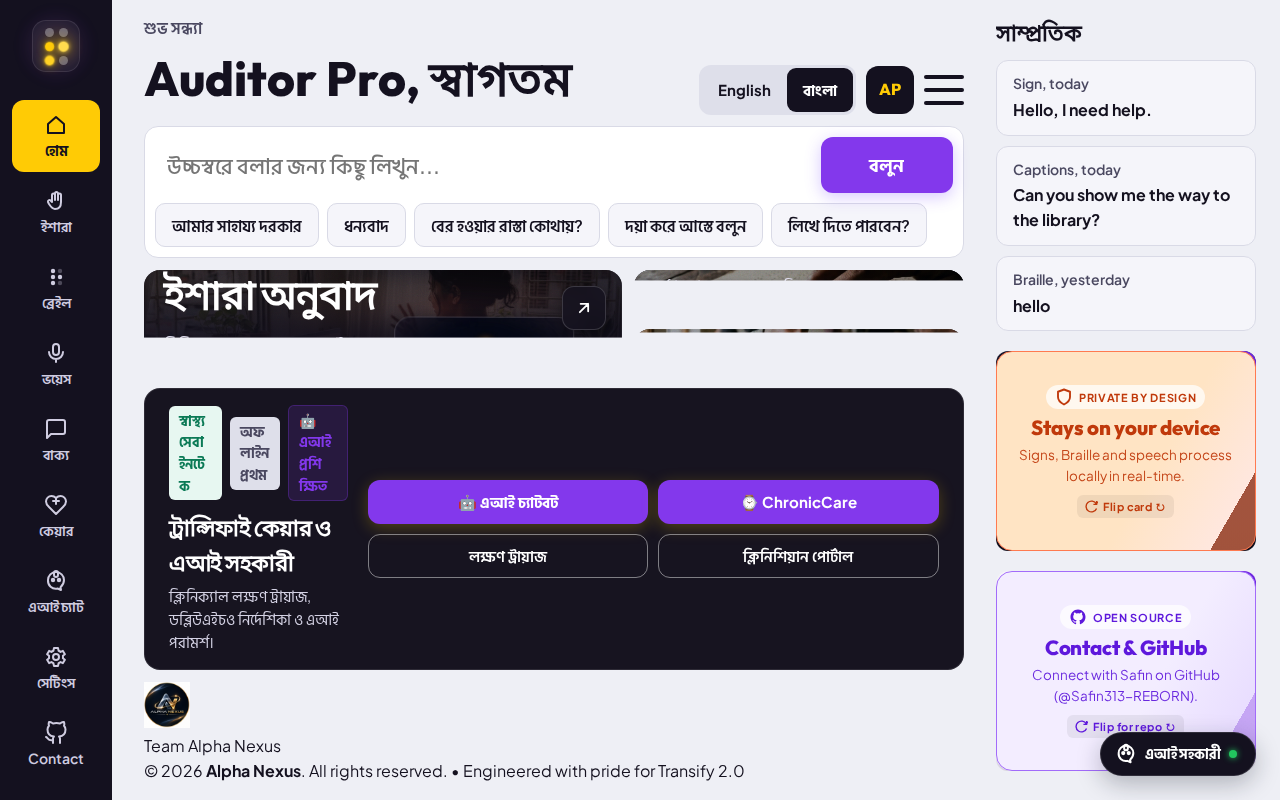 হোম
ইশারা
ব্রেইল
ভয়েস
বাক্য
কেয়ার
এআই চ্যাট
সেটিংস
Contact
শুভ সন্ধ্যা
Auditor Pro, স্বাগতম
English
বাংলা
AP
উচ্চস্বরে বলার জন্য কিছু লিখুন...
বলুন
আমার সাহায্য দরকার
ধন্যবাদ
বের হওয়ার রাস্তা কোথায়?
দয়া করে আস্তে বলুন
লিখে দিতে পারবেন?
ইশারা অনুবাদ
স্বাস্থ্য
সেবা
ইনটে
ক
অফ
লাইন
প্রথম
🤖
এআই
প্রশি
ক্ষিত
ট্রান্সিফাই কেয়ার ও
এআই সহকারী
ক্লিনিক্যাল লক্ষণ ট্রায়াজ,
ডব্লিউএইচও নির্দেশিকা ও এআই
পরামর্শ।
🤖 এআই চ্যাটবট
⌚ ChronicCare
লক্ষণ ট্রায়াজ
ক্লিনিশিয়ান পোর্টাল
Team Alpha Nexus
© 2026 Alpha Nexus. All rights reserved. • Engineered with pride for Transify 2.0
সাম্প্রতিক
Sign, today
Hello, I need help.
Captions, today
Can you show me the way to
the library?
Braille, yesterday
hello
PRIVATE BY DESIGN
Stays on your device
Signs, Braille and speech process
locally in real-time.
Flip card ↻
OPEN SOURCE
Contact & GitHub
Connect with Safin on GitHub
(@Safin313-REBORN).
Flip for repo ↻
এআই সহকারী